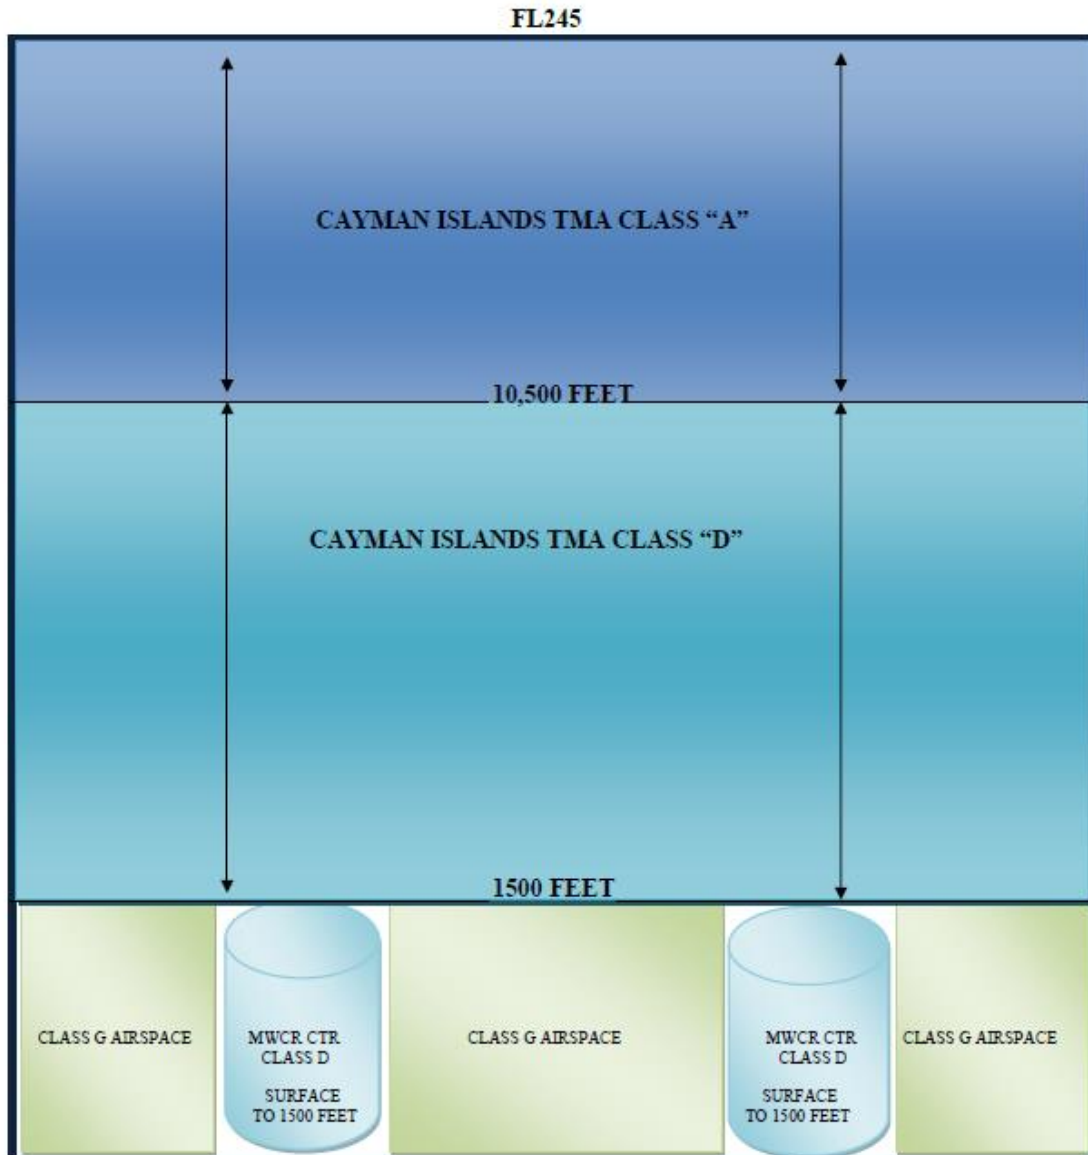 FL245
CAYMAN ISLANDS TMA CLASS “A”
10,500 FEET
CAYMAN ISLANDS TMA CLASS “D”
1500 FEET
CLASS G AIRSPACE
MWCR CTR
CLASS D
SURFACE
TO 1500 FEET
CLASS G AIRSPACE
MWCR CTR
CLASS D
SURFACE
TO 1500 FEET
CLASS G AIRSPACE